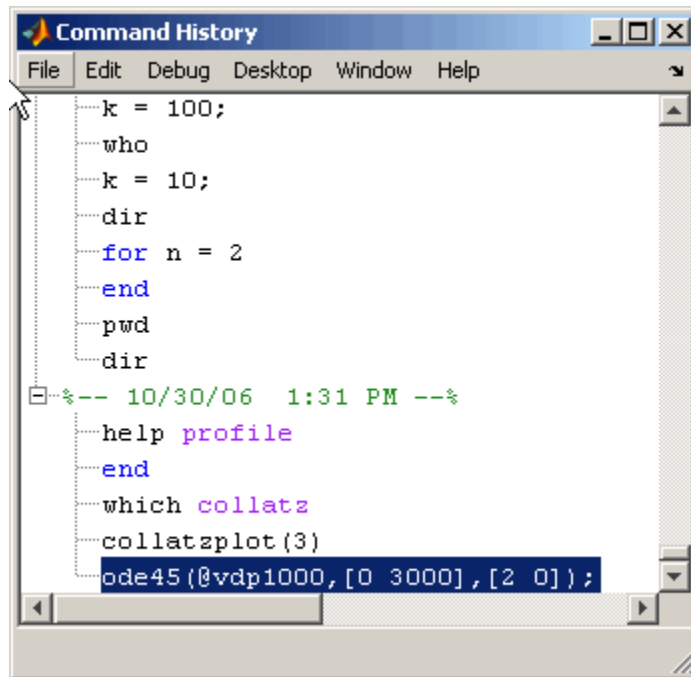 Command History
File Edit Debug Desktop Window Help
k = 100;
who
k = 10;
dir
for n = 2
end
pwd
dir
%-- 10/30/06  1:31 PM --%
help profile
end
which collatz
collatzplot(3)
ode45(@vdp1000,[0 3000],[2 0]);